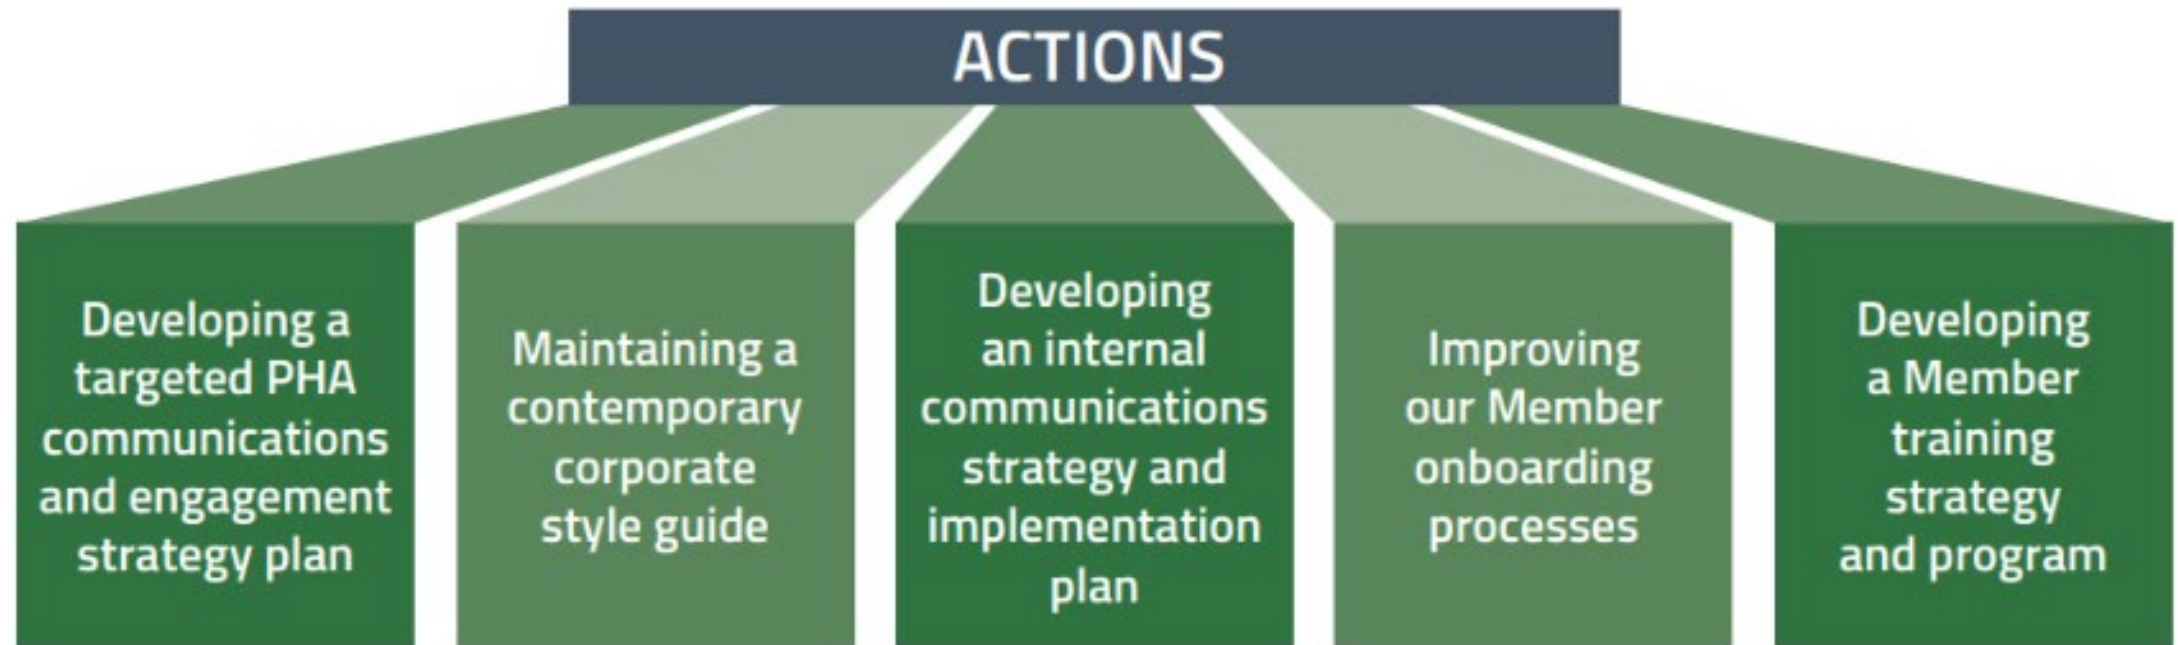 ACTIONS
Developing a
targeted PHA
communications
and engagement
strategy plan
Maintaining a
contemporary
corporate
style guide
Developing
an internal
communications
strategy and
implementation
plan
Improving
our Member
onboarding
processes
Developing
a Member
training
strategy
and program